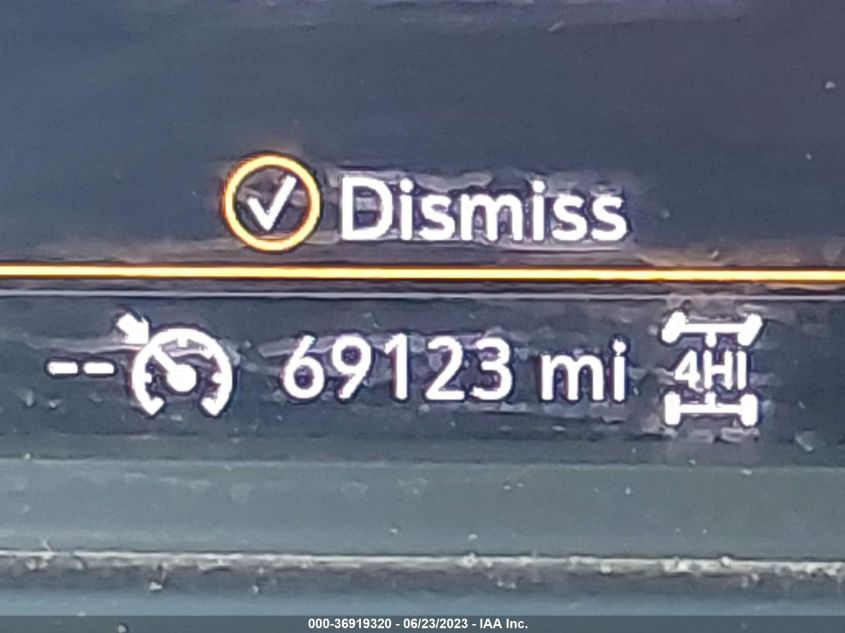 Dismiss
-- 69123 mi 4HI
000-36919320 - 06/23/2023 - IAA Inc.